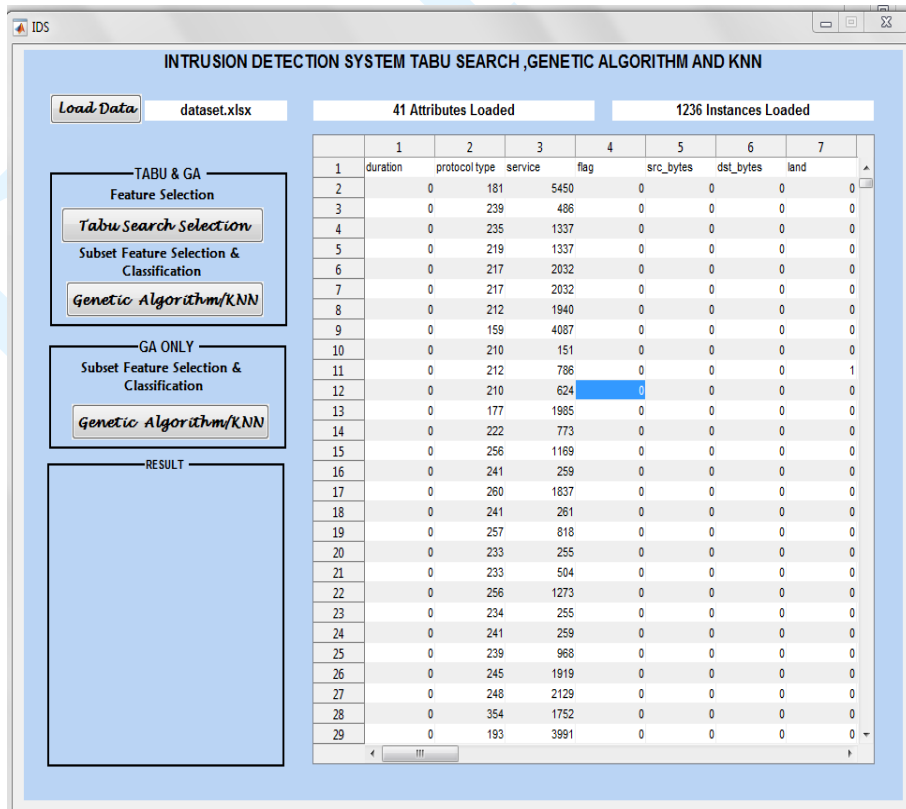 IDS
INTRUSION DETECTION SYSTEM TABU SEARCH ,GENETIC ALGORITHM AND KNN
Load Data dataset.xlsx 41 Attributes Loaded 1236 Instances Loaded
TABU & GA
Feature Selection
Tabu Search Selection
Subset Feature Selection &
Classification
Genetic Algorithm/KNN
GA ONLY
Subset Feature Selection &
Classification
Genetic Algorithm/KNN
RESULT
1 2 3 4 5 6 7
1 duration protocol type service flag src_bytes dst_bytes land
2 0 181 5450 0 0 0 0
3 0 239 486 0 0 0 0
4 0 235 1337 0 0 0 0
5 0 219 1337 0 0 0 0
6 0 217 2032 0 0 0 0
7 0 217 2032 0 0 0 0
8 0 212 1940 0 0 0 0
9 0 159 4087 0 0 0 0
10 0 210 151 0 0 0 0
11 0 212 786 0 0 0 1
12 0 210 624 0 0 0 0
13 0 177 1985 0 0 0 0
14 0 222 773 0 0 0 0
15 0 256 1169 0 0 0 0
16 0 241 259 0 0 0 0
17 0 260 1837 0 0 0 0
18 0 241 261 0 0 0 0
19 0 257 818 0 0 0 0
20 0 233 255 0 0 0 0
21 0 233 504 0 0 0 0
22 0 256 1273 0 0 0 0
23 0 234 255 0 0 0 0
24 0 241 259 0 0 0 0
25 0 239 968 0 0 0 0
26 0 245 1919 0 0 0 0
27 0 248 2129 0 0 0 0
28 0 354 1752 0 0 0 0
29 0 193 3991 0 0 0 0